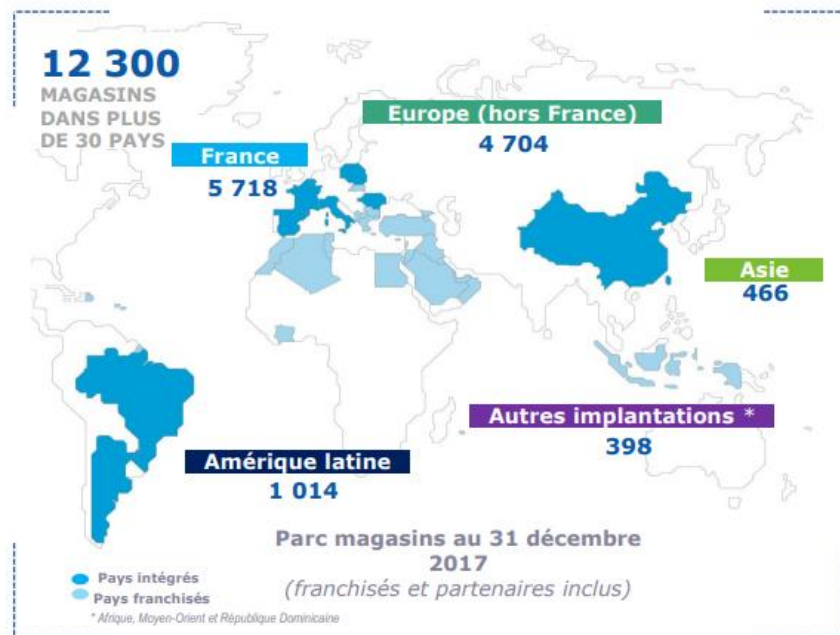 12 300
MAGASINS
DANS PLUS
DE 30 PAYS
Europe (hors France)
4 704
France
5 718
Asie
466
Autres implantations *
398
Amérique latine
1 014
Parc magasins au 31 décembre
2017
(franchisés et partenaires inclus)
Pays intégrés
Pays franchisés
* Afrique, Moyen-Orient et République Dominicaine